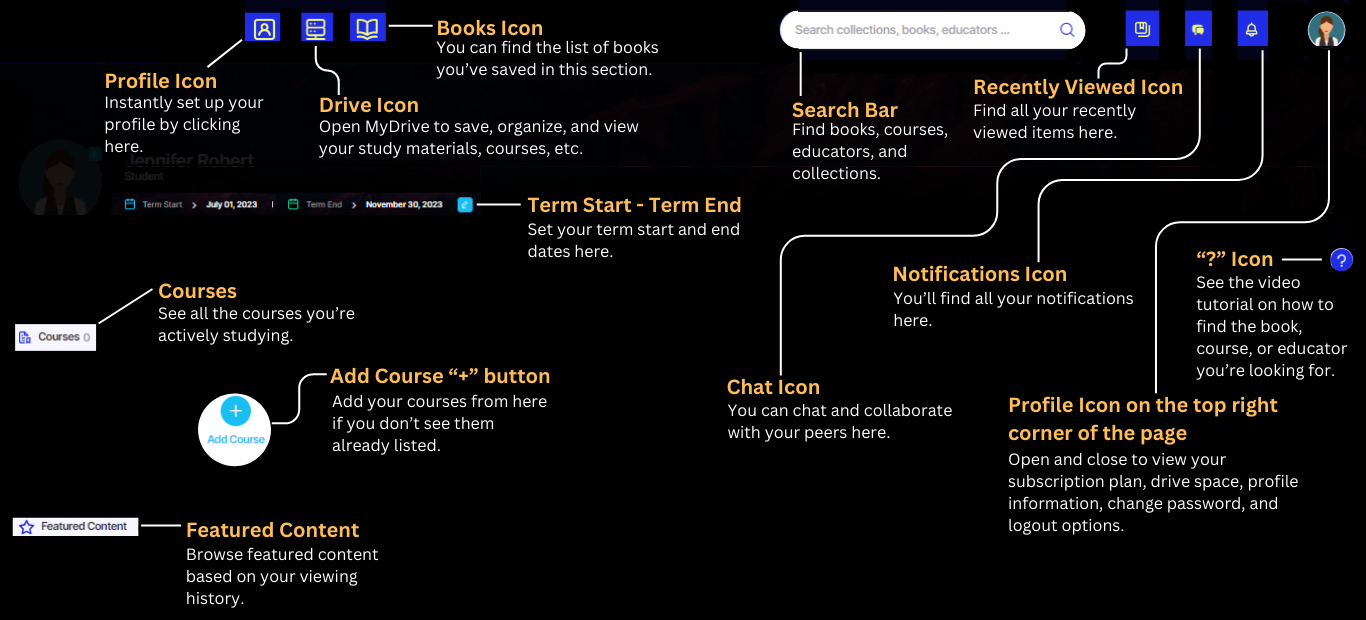 Books Icon
You can find the list of books
you've saved in this section.
Profile Icon
Instantly set up your
profile by clicking
here.
Drive Icon
Open MyDrive to save, organize, and view
your study materials, courses, etc.
Search collections, books, educators ...
Search Bar
Find books, courses,
educators, and
collections.
Recently Viewed Icon
Find all your recently
viewed items here.
Jennifer Robert
Student
Term Start > July 01, 2023 | Term End > November 30, 2023
Term Start - Term End
Set your term start and end
dates here.
Courses
See all the courses you're
actively studying.
Courses 0
Add Course “+” button
Add your courses from here
if you don't see them
already listed.
+
Add Course
Featured Content
Featured Content
Browse featured content
based on your viewing
history.
Notifications Icon
You'll find all your notifications
here.
“?” Icon
?
See the video
tutorial on how to
find the book,
course, or educator
you're looking for.
Chat Icon
You can chat and collaborate
with your peers here.
Profile Icon on the top right
corner of the page
Open and close to view your
subscription plan, drive space, profile
information, change password, and
logout options.